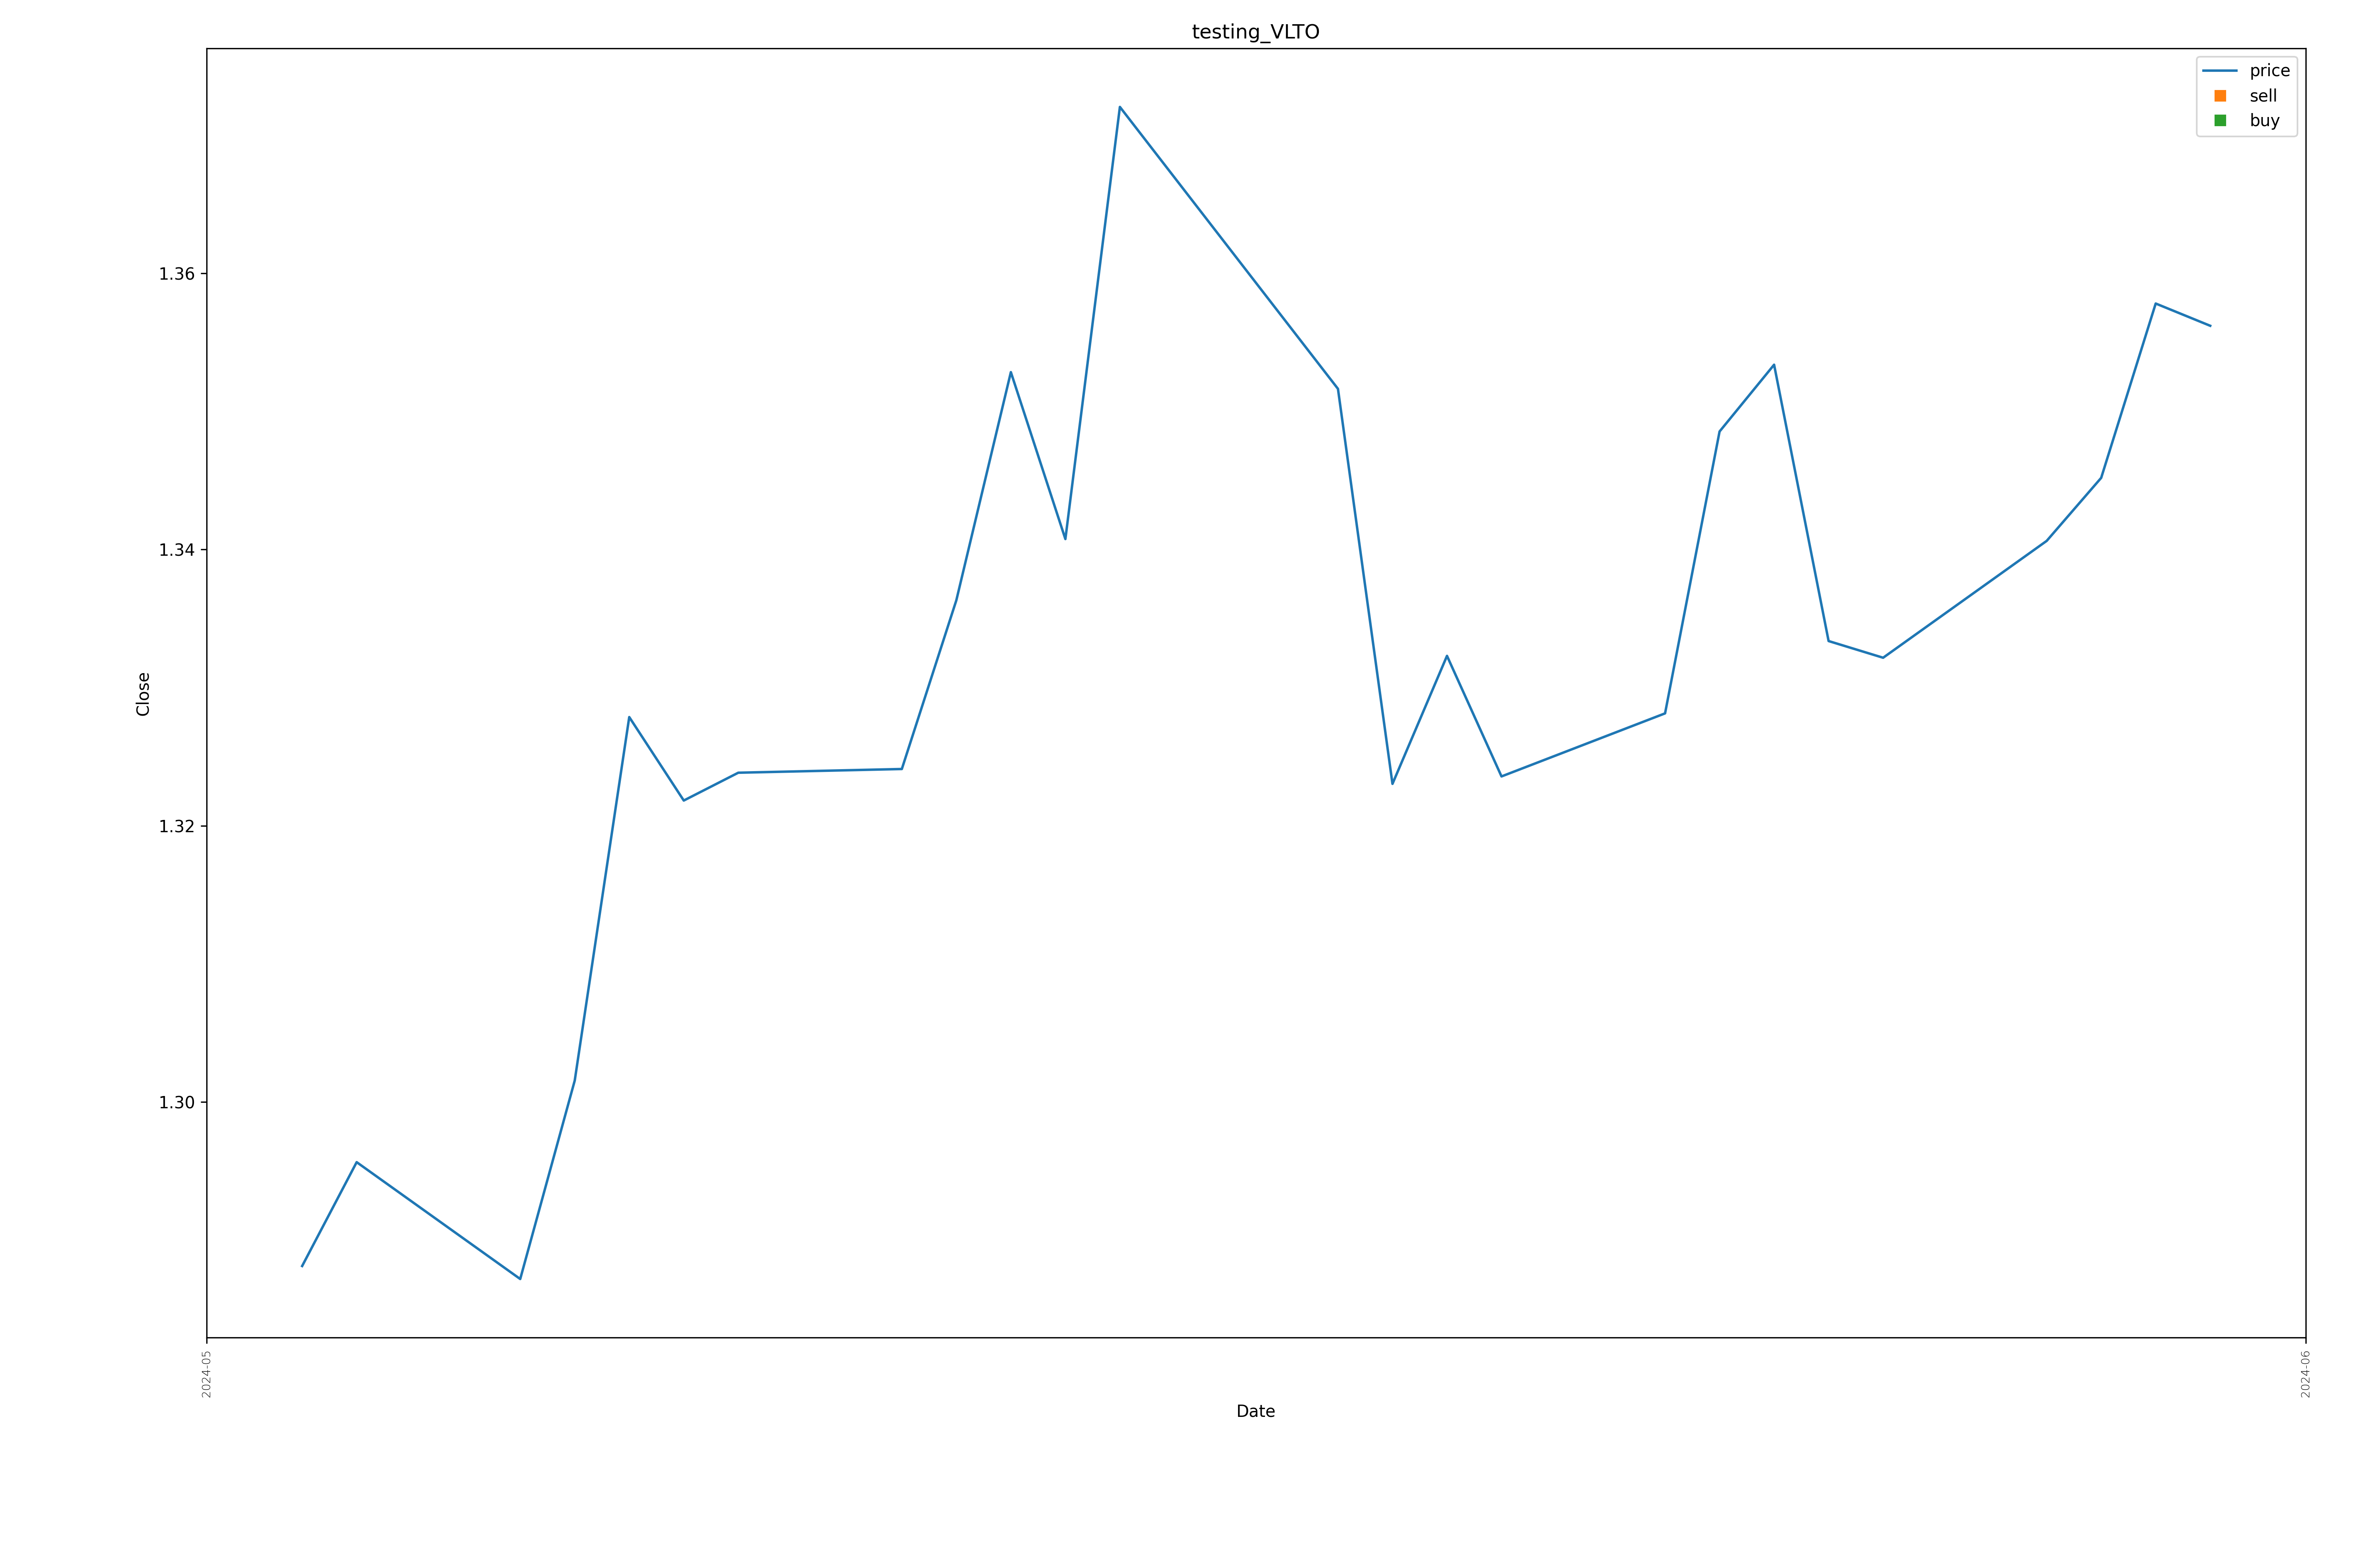 testing_VLTO
price
sell
buy
1.36
1.34
1.32
1.30
Close
2024-05
2024-06
Date